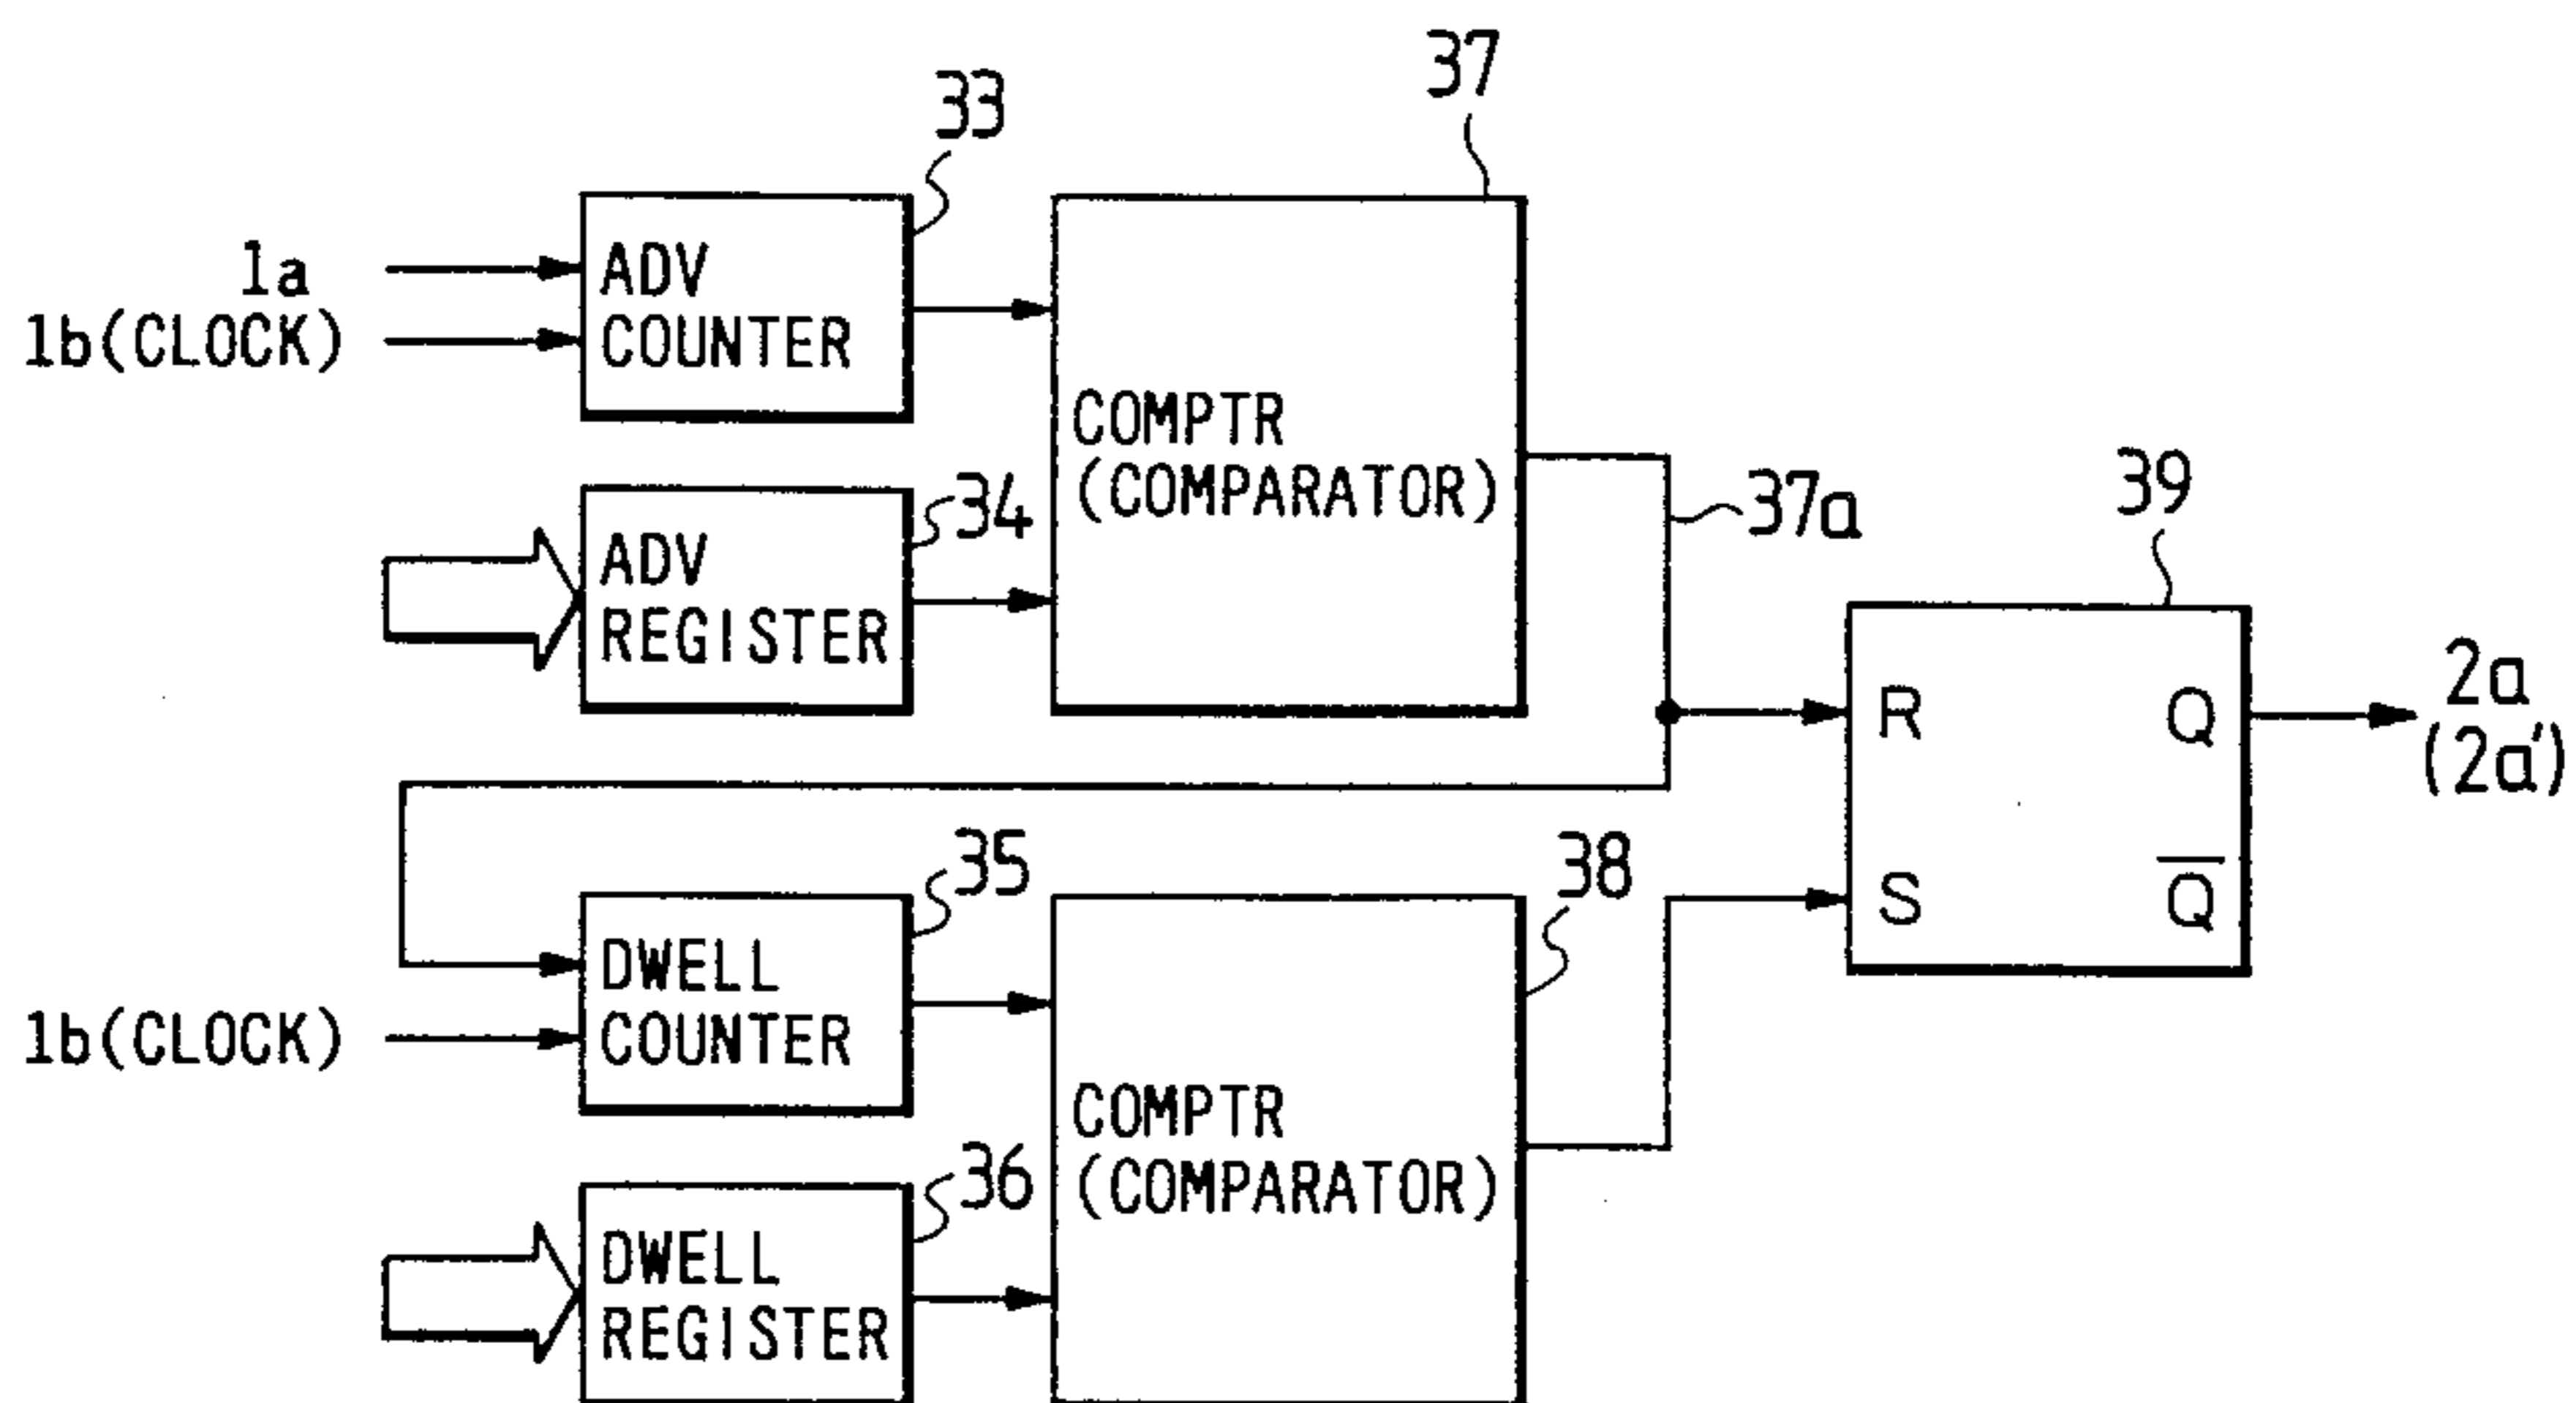 37
33
1a
1b(CLOCK)
ADV
COUNTER
COMPTR
(COMPARATOR)
34
ADV
REGISTER
37a
39
R
Q
2a
(2a')
S
Q̅
35
DWELL
COUNTER
1b(CLOCK)
38
COMPTR
(COMPARATOR)
36
DWELL
REGISTER